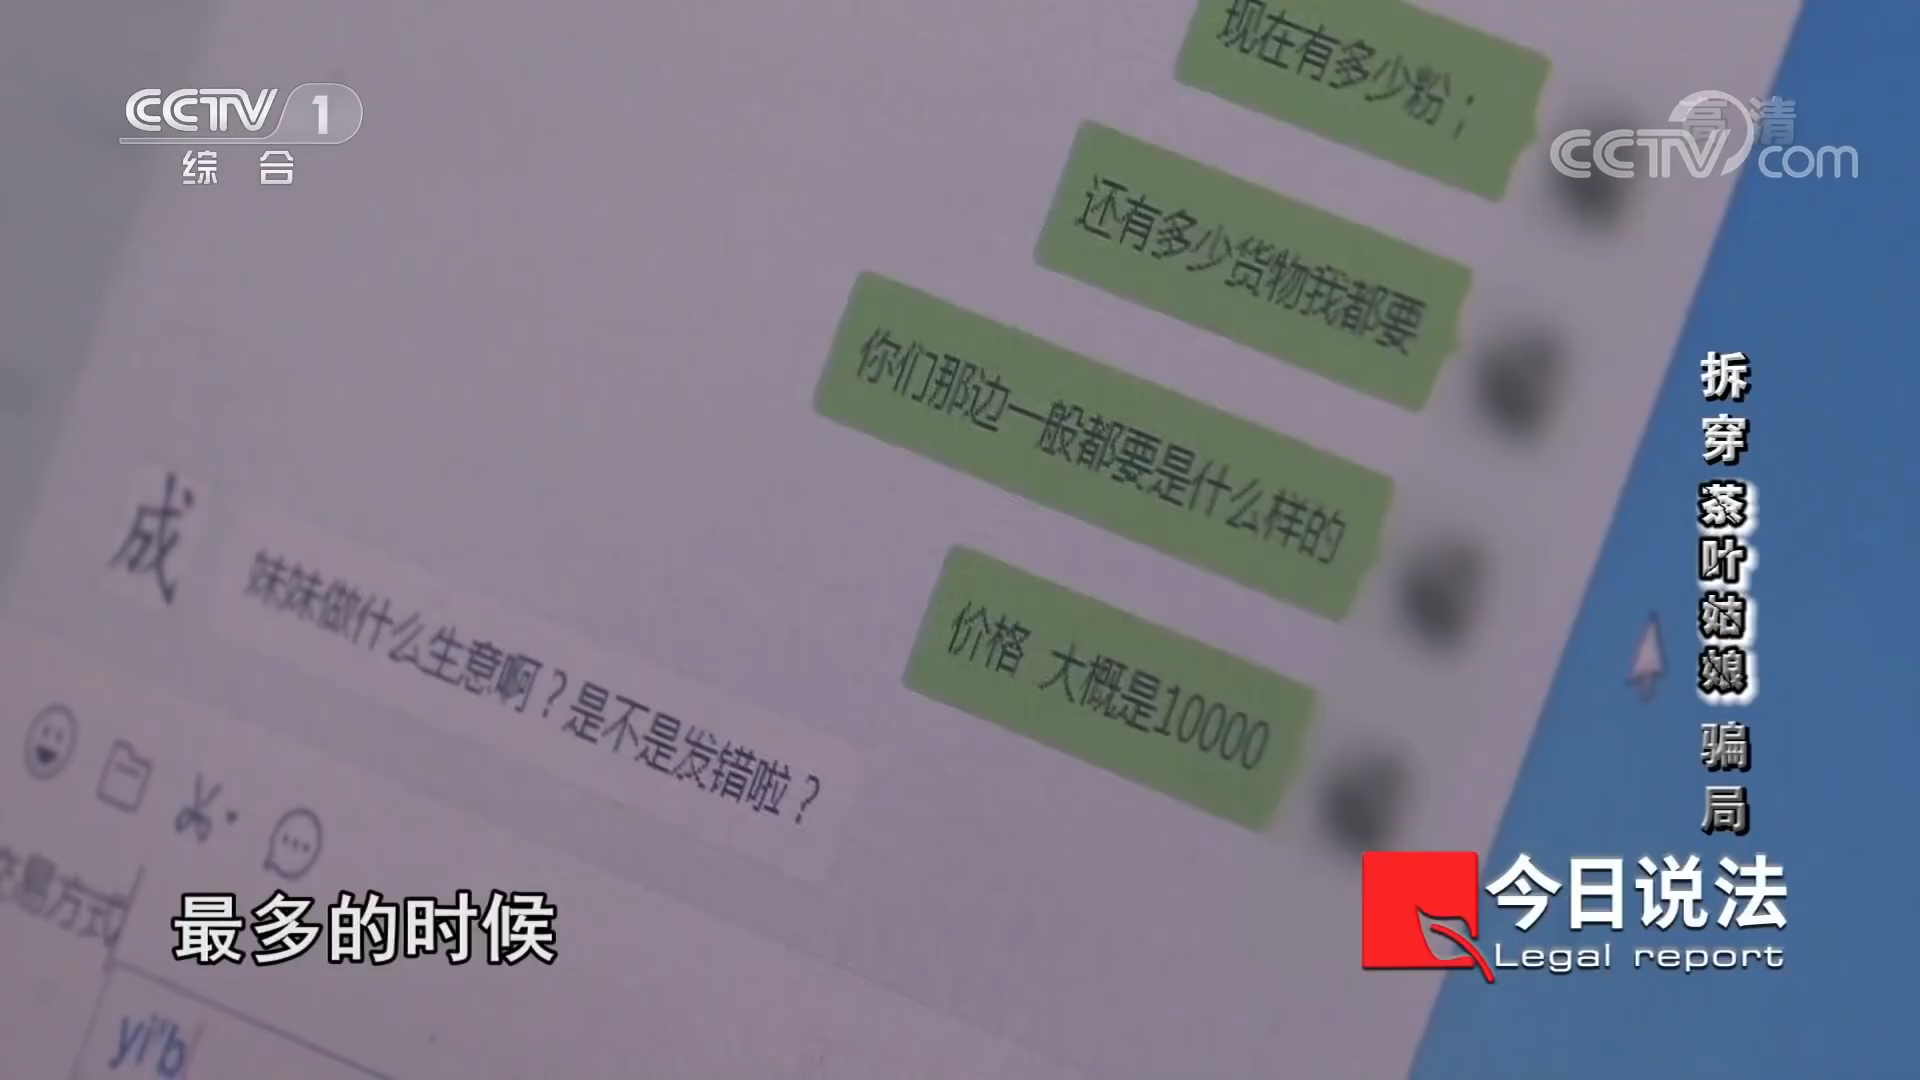 CCTV 1
综合
高清
CCTV com
现在有多少粉；
还有多少货物我都要
你们那边一般都要是什么样的
价格 大概是10000
成
妹妹做什么生意啊？是不是发错啦？
交易方式
yi'b
最多的时候
拆穿茶叶姑娘骗局
今日说法
Legal report